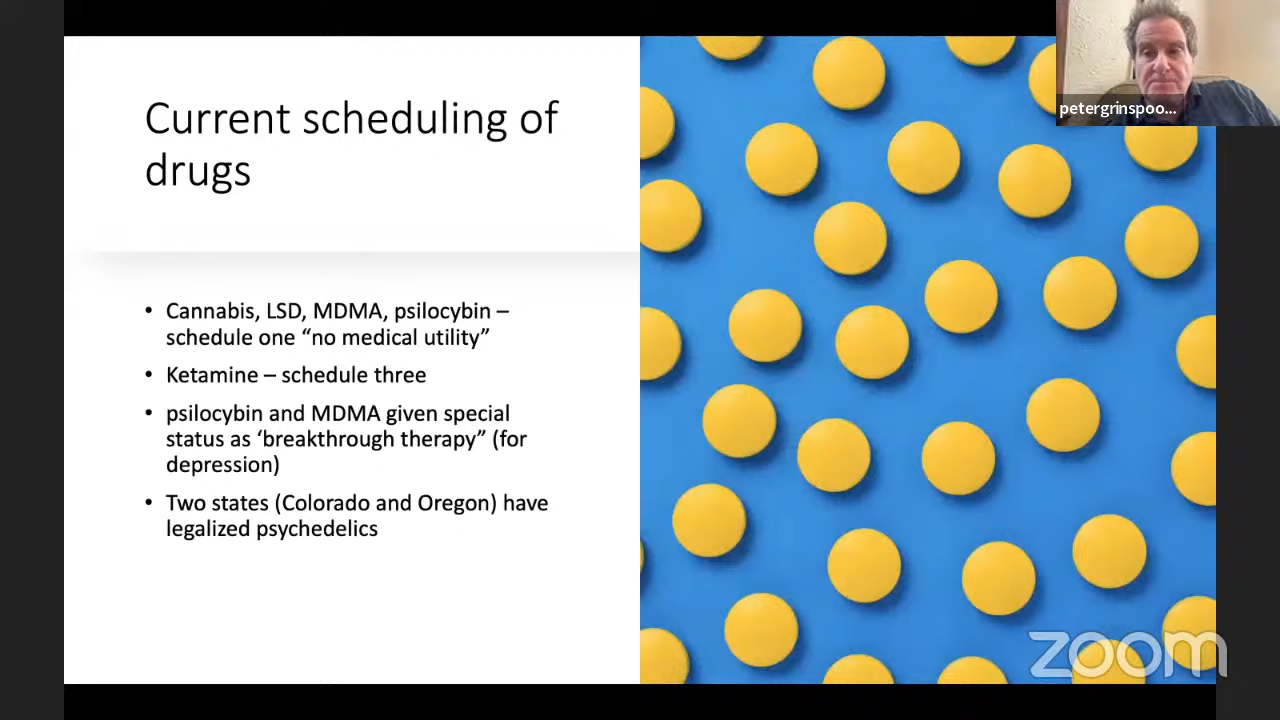 Current scheduling of
drugs
• Cannabis, LSD, MDMA, psilocybin –
schedule one “no medical utility”
• Ketamine – schedule three
• psilocybin and MDMA given special
status as ‘breakthrough therapy” (for
depression)
• Two states (Colorado and Oregon) have
legalized psychedelics
petergrinspoo...
zoom